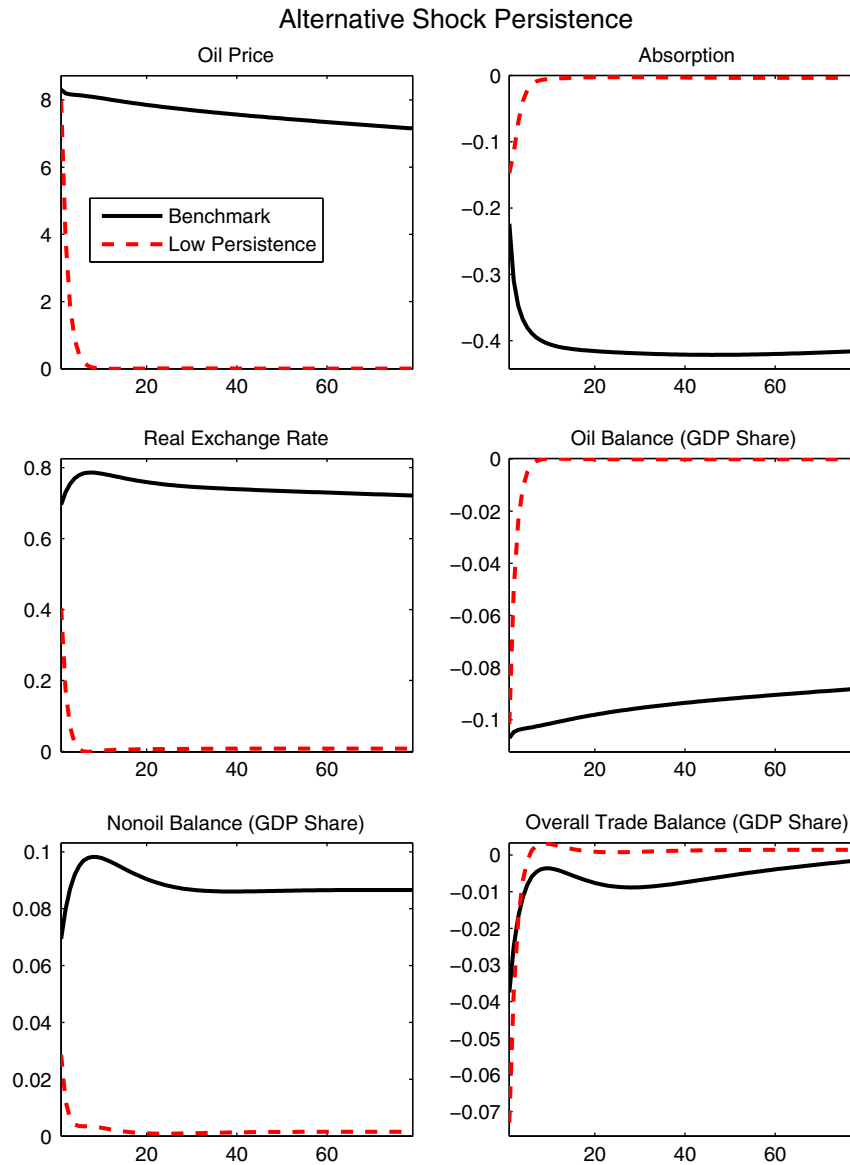 Alternative Shock Persistence
Oil Price
8
6
4
2
0
20 40 60
Benchmark
Low Persistence
Absorption
0
−0.1
−0.2
−0.3
−0.4
20 40 60
Real Exchange Rate
0.8
0.6
0.4
0.2
0
20 40 60
Oil Balance (GDP Share)
0
−0.02
−0.04
−0.06
−0.08
−0.1
20 40 60
Nonoil Balance (GDP Share)
0.1
0.08
0.06
0.04
0.02
0
20 40 60
Overall Trade Balance (GDP Share)
0
−0.01
−0.02
−0.03
−0.04
−0.05
−0.06
−0.07
20 40 60